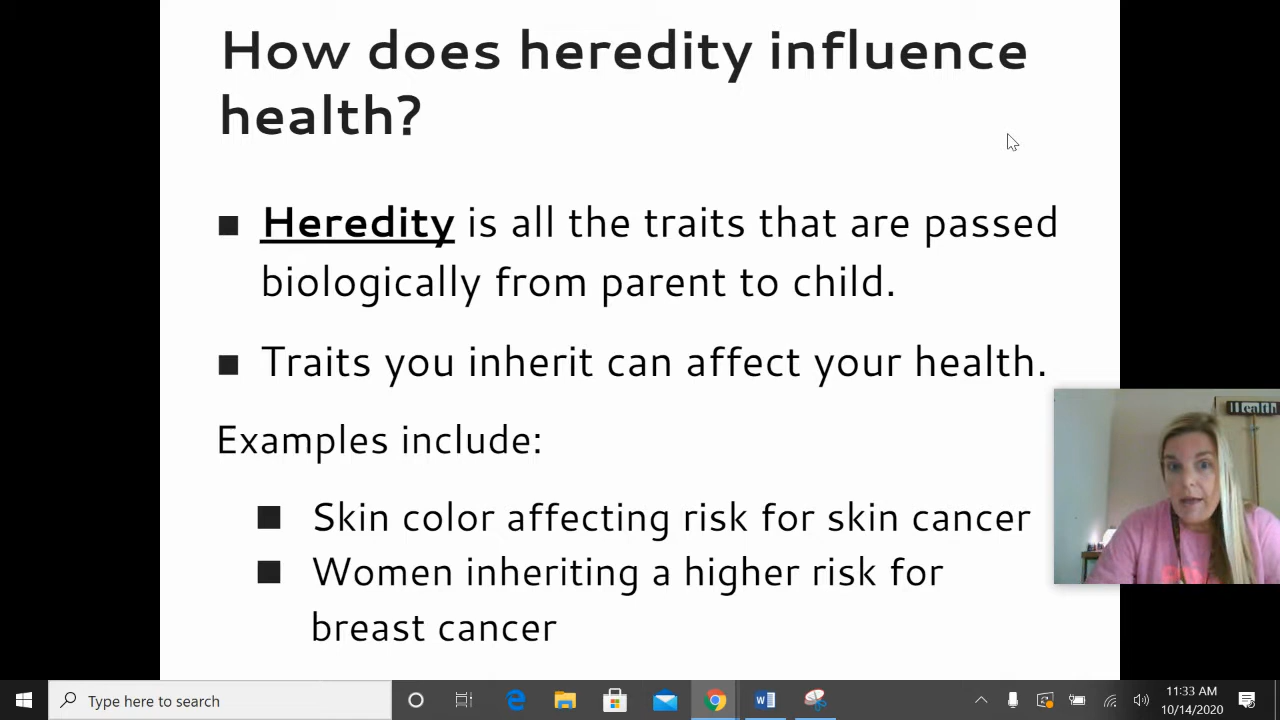 How does heredity influence
health?
■ Heredity is all the traits that are passed
biologically from parent to child.
■ Traits you inherit can affect your health.
Examples include:
■ Skin color affecting risk for skin cancer
■ Women inheriting a higher risk for
breast cancer
Health
Type here to search
11:33 AM
10/14/2020